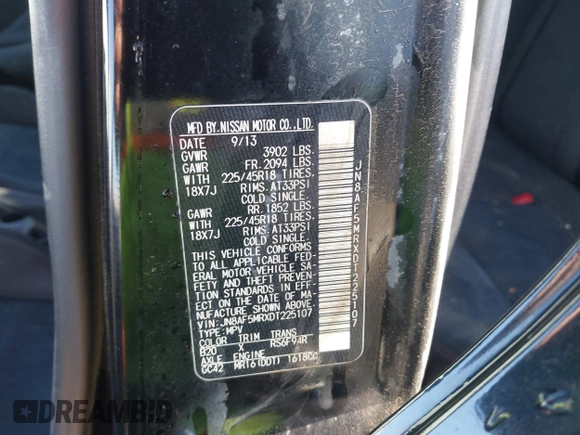 MFD BY.NISSAN MOTOR CO.,LTD.
DATE 9/13
GVWR 3902 LBS.
GAWR FR. 2094 LBS.
WITH 225/45R18 TIRES.
18X7J RIMS. AT33PSI
COLD SINGLE.
GAWR RR. 1852 LBS.
WITH 225/45R18 TIRES.
18X7J RIMS. AT33PSI
COLD SINGLE.
THIS VEHICLE CONFORMS
TO ALL APPLICABLE FED-
ERAL MOTOR VEHICLE SA-
FETY AND THEFT PREVEN-
TION STANDARDS IN EFF-
ECT ON THE DATE OF MA-
NUFACTURE SHOWN ABOVE.
VIN:JN8AF5MRXDT225107
TYPE:MPV
COLOR TRIM TRANS
B20 X RS6F94R
AXLE ENGINE
GC42 MR16(DDT) 1618CC
JN8AF5MRXDT225107
DREAMBID